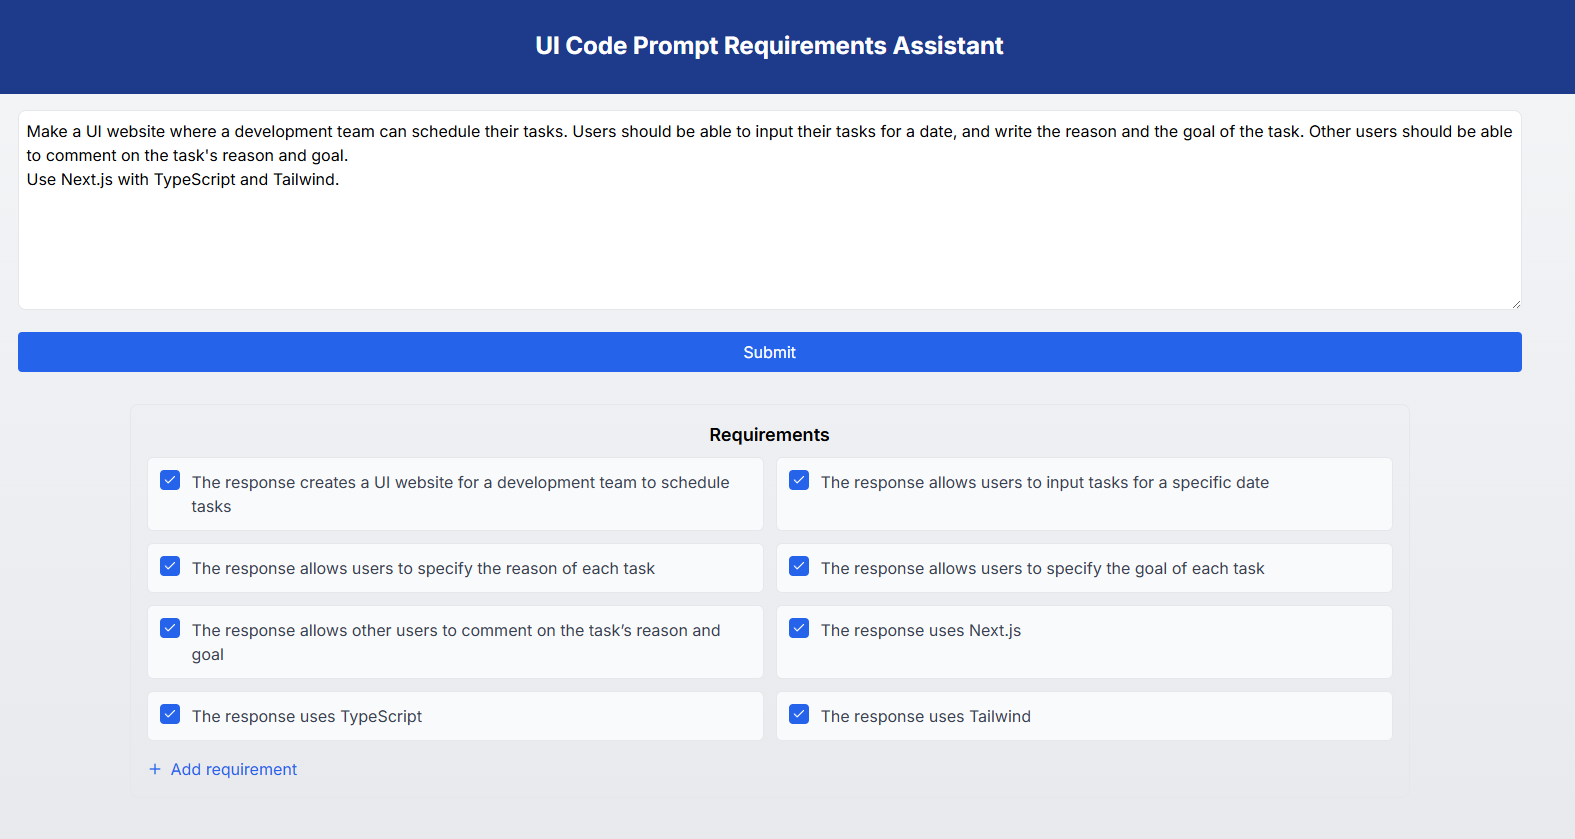 UI Code Prompt Requirements Assistant
Make a UI website where a development team can schedule their tasks. Users should be able to input their tasks for a date, and write the reason and the goal of the task. Other users should be able
to comment on the task's reason and goal.
Use Next.js with TypeScript and Tailwind.
Submit
Requirements
The response creates a UI website for a development team to schedule
tasks
The response allows users to input tasks for a specific date
The response allows users to specify the reason of each task
The response allows users to specify the goal of each task
The response allows other users to comment on the task’s reason and
goal
The response uses Next.js
The response uses TypeScript
The response uses Tailwind
+ Add requirement